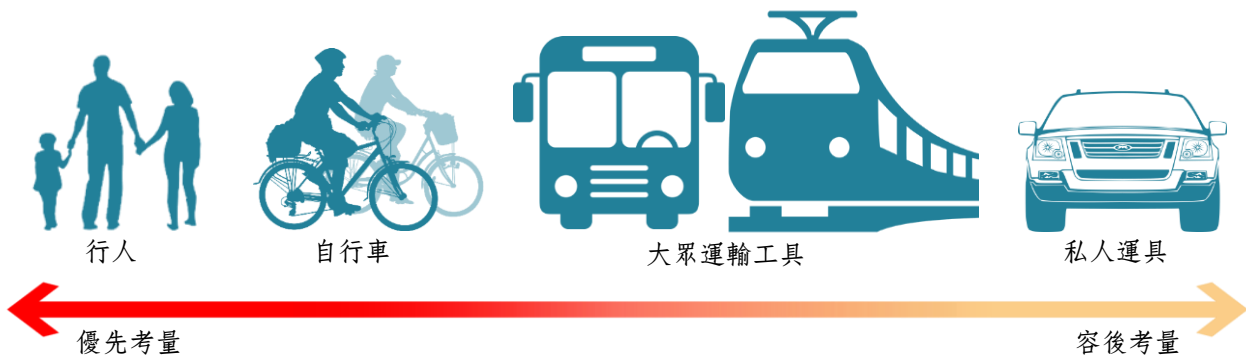 行人
自行車
大眾運輸工具
私人運具
優先考量
容後考量